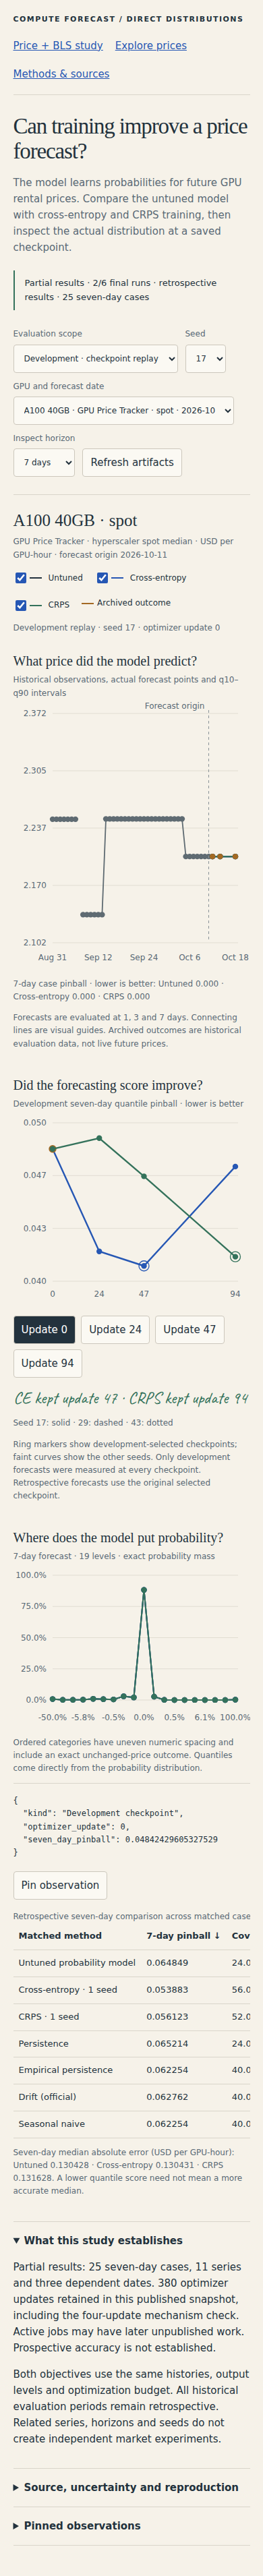 COMPUTE FORECAST / DIRECT DISTRIBUTIONS
Price + BLS study Explore prices
Methods & sources
Can training improve a price
forecast?
The model learns probabilities for future GPU
rental prices. Compare the untuned model
with cross-entropy and CRPS training, then
inspect the actual distribution at a saved
checkpoint.
Partial results · 2/6 final runs · retrospective
results · 25 seven-day cases
Evaluation scope Seed
Development · checkpoint replay 17
GPU and forecast date
A100 40GB · GPU Price Tracker · spot · 2026-10
Inspect horizon
7 days Refresh artifacts
A100 40GB · spot
GPU Price Tracker · hyperscaler spot median · USD per
GPU-hour · forecast origin 2026-10-11
Untuned Cross-entropy
CRPS Archived outcome
Development replay · seed 17 · optimizer update 0
What price did the model predict?
Historical observations, actual forecast points and q10–
q90 intervals
Forecast origin
2.372
2.305
2.237
2.170
2.102
Aug 31 Sep 12 Sep 24 Oct 6 Oct 18
7-day case pinball · lower is better: Untuned 0.000 ·
Cross-entropy 0.000 · CRPS 0.000
Forecasts are evaluated at 1, 3 and 7 days. Connecting
lines are visual guides. Archived outcomes are historical
evaluation data, not live future prices.
Did the forecasting score improve?
Development seven-day quantile pinball · lower is better
0.050
0.047
0.043
0.040
0 24 47 94
Update 0 Update 24 Update 47
Update 94
CE kept update 47 · CRPS kept update 94
Seed 17: solid · 29: dashed · 43: dotted
Ring markers show development-selected checkpoints;
faint curves show the other seeds. Only development
forecasts were measured at every checkpoint.
Retrospective forecasts use the original selected
checkpoint.
Where does the model put probability?
7-day forecast · 19 levels · exact probability mass
100.0%
75.0%
50.0%
25.0%
0.0%
-50.0% -5.8% -0.5% 0.0% 0.5% 6.1% 100.0%
Ordered categories have uneven numeric spacing and
include an exact unchanged-price outcome. Quantiles
come directly from the probability distribution.
{
"kind": "Development checkpoint",
"optimizer_update": 0,
"seven_day_pinball": 0.04842429605327529
}
Pin observation
Retrospective seven-day comparison across matched case
Matched method 7-day pinball ↓ Cov
Untuned probability model 0.064849 24.0
Cross-entropy · 1 seed 0.053883 56.0
CRPS · 1 seed 0.056123 52.0
Persistence 0.065214 24.0
Empirical persistence 0.062254 40.0
Drift (official) 0.062762 40.0
Seasonal naive 0.062254 40.0
Seven-day median absolute error (USD per GPU-hour):
Untuned 0.130428 · Cross-entropy 0.130431 · CRPS
0.131628. A lower quantile score need not mean a more
accurate median.
▼ What this study establishes
Partial results: 25 seven-day cases, 11 series
and three dependent dates. 380 optimizer
updates retained in this published snapshot,
including the four-update mechanism check.
Active jobs may have later unpublished work.
Prospective accuracy is not established.
Both objectives use the same histories, output
levels and optimization budget. All historical
evaluation periods remain retrospective.
Related series, horizons and seeds do not
create independent market experiments.
▶ Source, uncertainty and reproduction
▶ Pinned observations